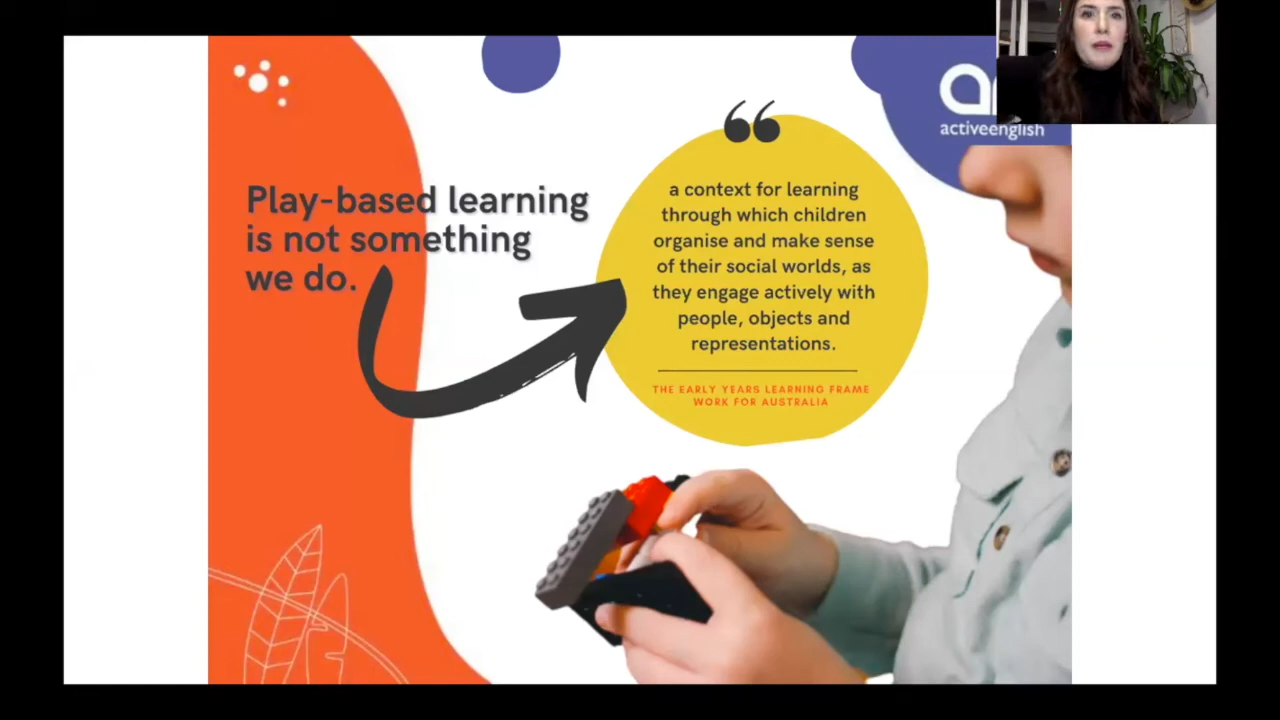 Play-based learning
is not something
we do.
“
a context for learning
through which children
organise and make sense
of their social worlds, as
they engage actively with
people, objects and
representations.
THE EARLY YEARS LEARNING FRAME
WORK FOR AUSTRALIA
activeenglish